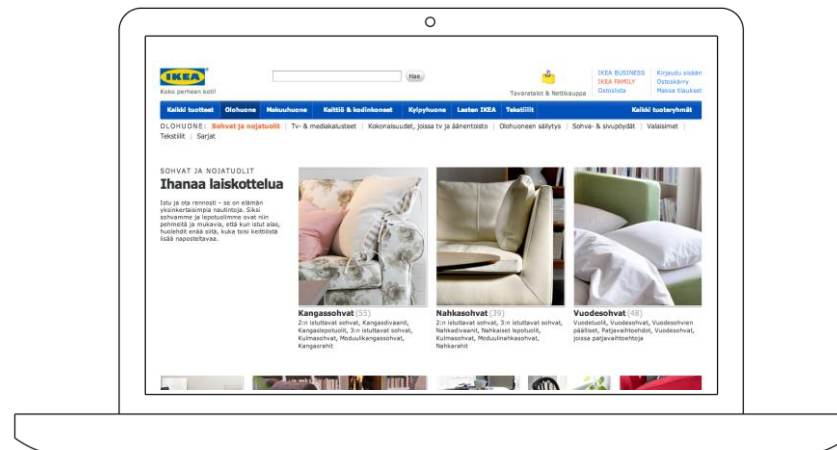 IKEA
Koko perheen koti!
Hae
Tavaratalot & Nettikauppa
IKEA BUSINESS
IKEA FAMILY
Ostoslista
Kirjaudu sisään
Ostoskärry
Maksa tilaukset
Kaikki tuotteet Olohuone Makuuhuone Keittiö & kodinkoneet Kylpyhuone Lasten IKEA Tekstiilit Kaikki tuoteryhmät
OLOHUONE: Sohvat ja nojatuolit | Tv- & mediakalusteet | Kokonaisuudet, joissa tv ja äänentoisto | Olohuoneen säilytys | Sohva- & sivupöydät | Valaisimet |
Tekstiilit | Sarjat
SOHVAT JA NOJATUOLIT
Ihanaa laiskottelua
Istu ja ota rennosti – se on elämän
yksinkertaisimpia nautintoja. Siksi
sohvamme ja lepotuolimme ovat niin
pehmeitä ja mukavia, että kun istut alas,
huolehdit enää siitä, kuka toisi keittiöstä
lisää naposteltavaa.
Kangassohvat (55)
2:n istuttavat sohvat, Kangasdivaanit,
Kangaslepotuolit, 3:n istuttavat sohvat,
Kulmasohvat, Moduulikangassohvat,
Kangasrahit
Nahkasohvat (39)
2:n istuttavat sohvat, 3:n istuttavat sohvat,
Nahkadivaanit, Nahkaiset lepotuolit,
Kulmasohvat, Moduulinahkasohvat,
Nahkarahit
Vuodesohvat (48)
Vuodetuolit, Vuodesohvat, Vuodesohvien
päälliset, Patjavaihtoehdot, Vuodesohvat,
joissa patjavaihtoehtoja